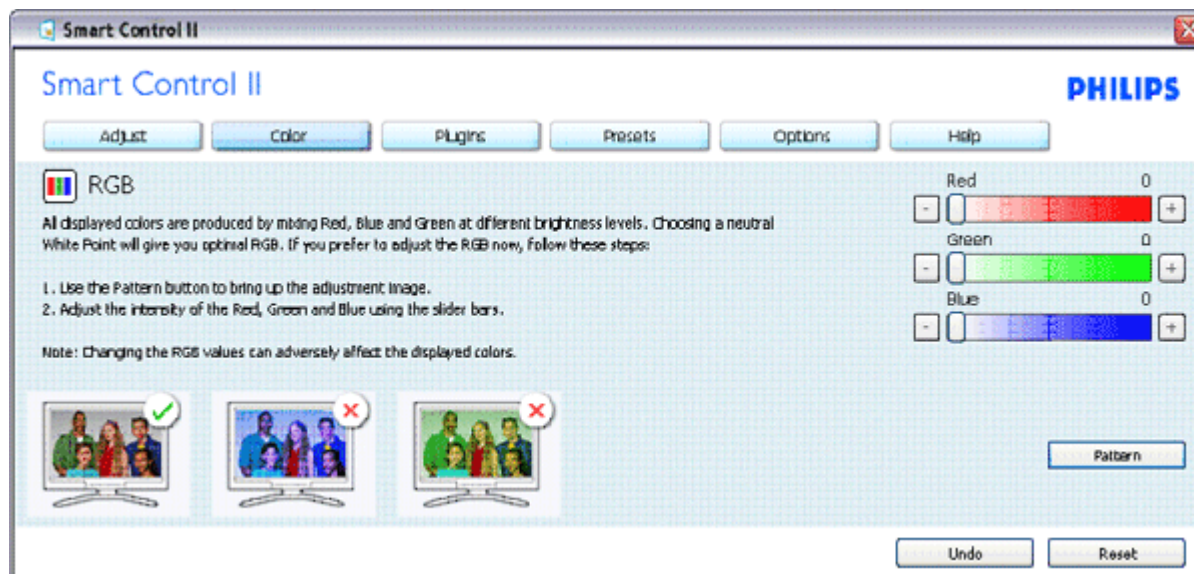 Smart Control II
Smart Control II
PHILIPS
Adjust
Color
Plugins
Presets
Options
Help
RGB
All displayed colors are produced by mixing Red, Blue and Green at different brightness levels. Choosing a neutral
White Point will give you optimal RGB. If you prefer to adjust the RGB now, follow these steps:
1. Use the Pattern button to bring up the adjustment image.
2. Adjust the intensity of the Red, Green and Blue using the slider bars.
Note: Changing the RGB values can adversely affect the displayed colors.
Red 0
- +
Green 0
- +
Blue 0
- +
Pattern
Undo
Reset